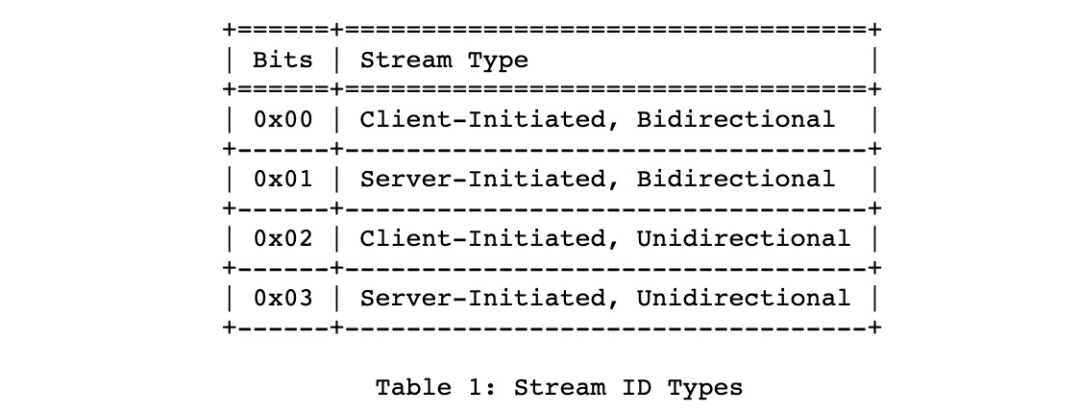 +======+==================================+
| Bits | Stream Type                      |
+======+==================================+
| 0x00 | Client-Initiated, Bidirectional  |
+------+----------------------------------+
| 0x01 | Server-Initiated, Bidirectional  |
+------+----------------------------------+
| 0x02 | Client-Initiated, Unidirectional |
+------+----------------------------------+
| 0x03 | Server-Initiated, Unidirectional |
+------+----------------------------------+
Table 1: Stream ID Types